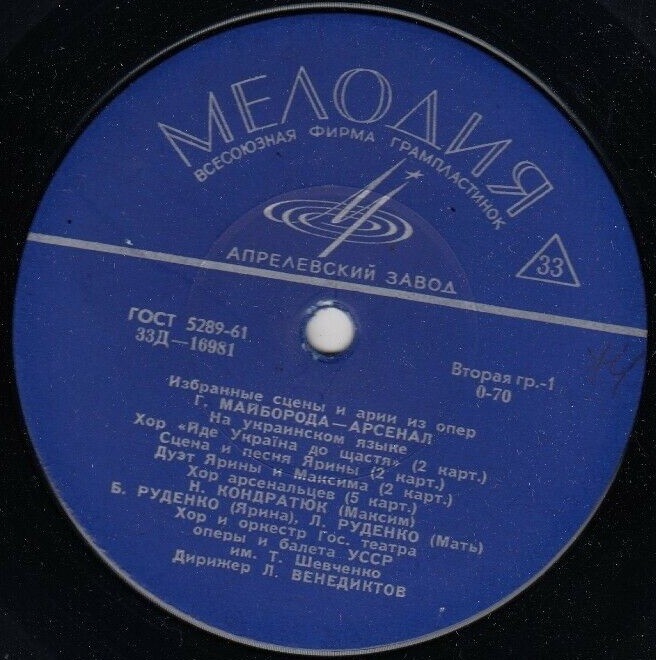 МЕЛОДИЯ
ВСЕСОЮЗНАЯ ФИРМА ГРАМПЛАСТИНОК
АПРЕЛЕВСКИЙ ЗАВОД
33
ГОСТ 5289-61
33Д—16981
Вторая гр.-1
0-70
Избранные сцены и арии из опер
Г. МАЙБОРОДА—АРСЕНАЛ
На украинском языке
Хор «Йде Україна до щастя» (2 карт.)
Сцена и песня Ярины (2 карт.)
Дуэт Ярины и Максима (2 карт.)
Хор арсенальцев (5 карт.)
Н. КОНДРАТЮК (Максим)
Б. РУДЕНКО (Ярина), Л. РУДЕНКО (Мать)
Хор и оркестр Гос. театра
оперы и балета УССР
им. Т. Шевченко
Дирижер Л. ВЕНЕДИКТОВ